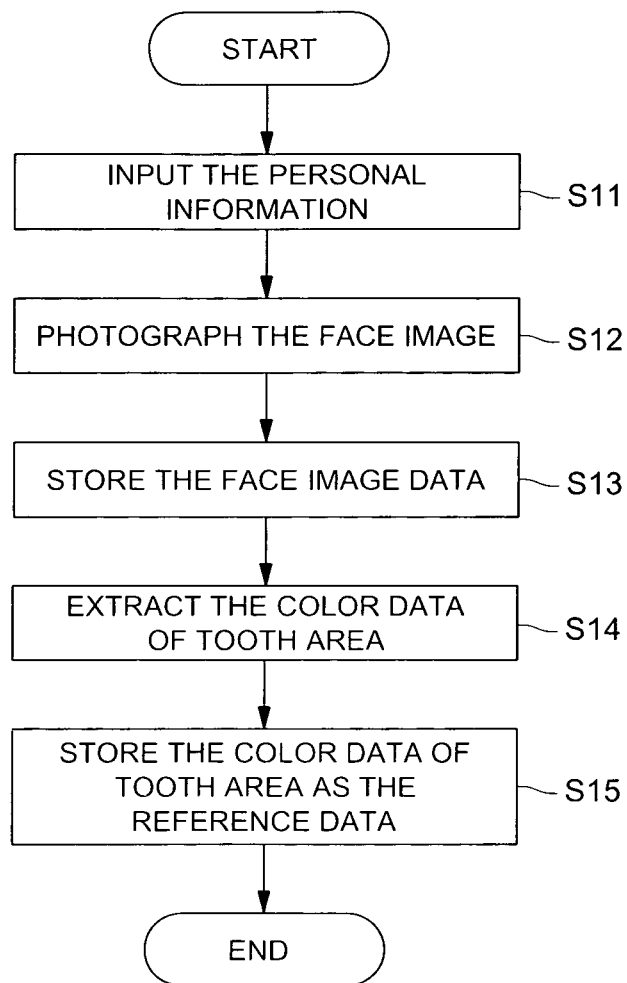 START
INPUT THE PERSONAL
INFORMATION
S11
PHOTOGRAPH THE FACE IMAGE
S12
STORE THE FACE IMAGE DATA
S13
EXTRACT THE COLOR DATA
OF TOOTH AREA
S14
STORE THE COLOR DATA OF
TOOTH AREA AS THE
REFERENCE DATA
S15
END